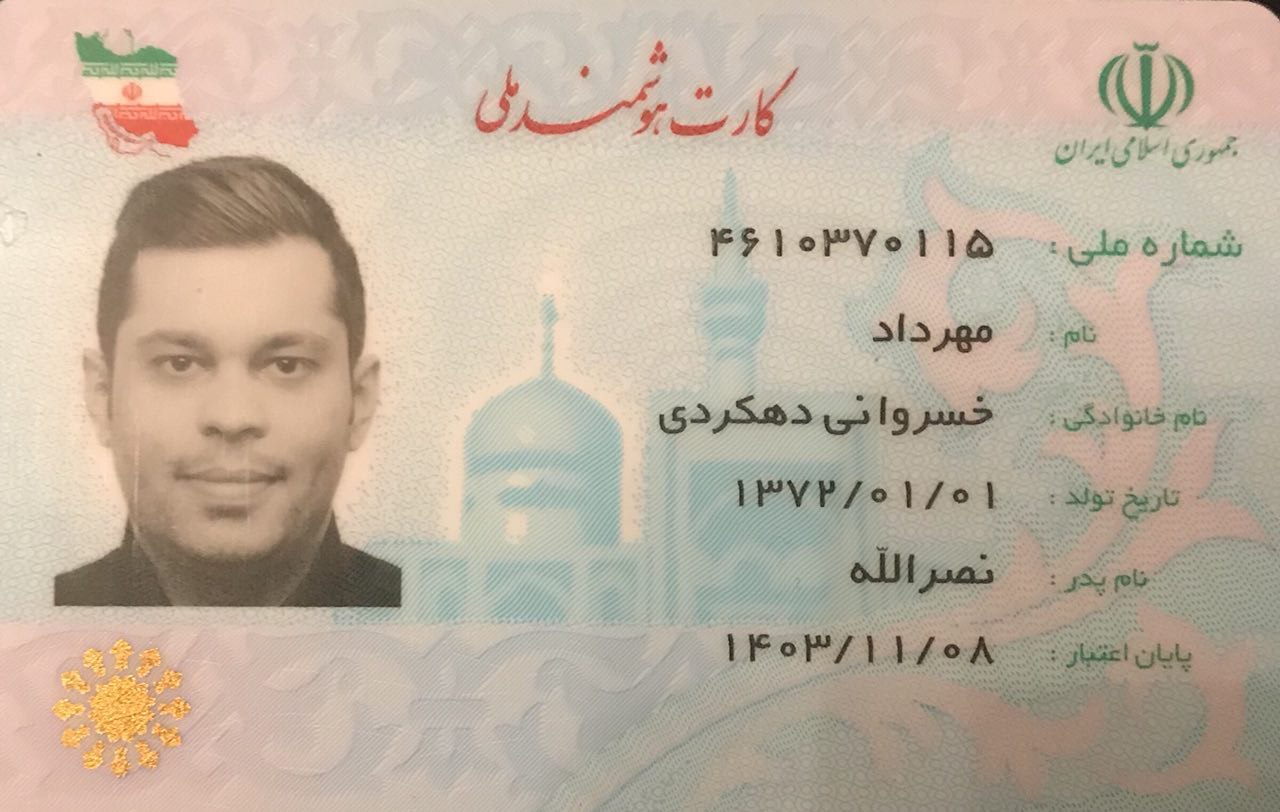 کارت هوشمند ملی
جمهوری اسلامی ایران
شماره ملی : ۴۶۱۰۳۷۰۱۱۵
نام : مهرداد
نام خانوادگی : خسروانی دهکردی
تاریخ تولد : ۱۳۷۲/۰۱/۰۱
نام پدر : نصراللّه
پایان اعتبار : ۱۴۰۳/۱۱/۰۸